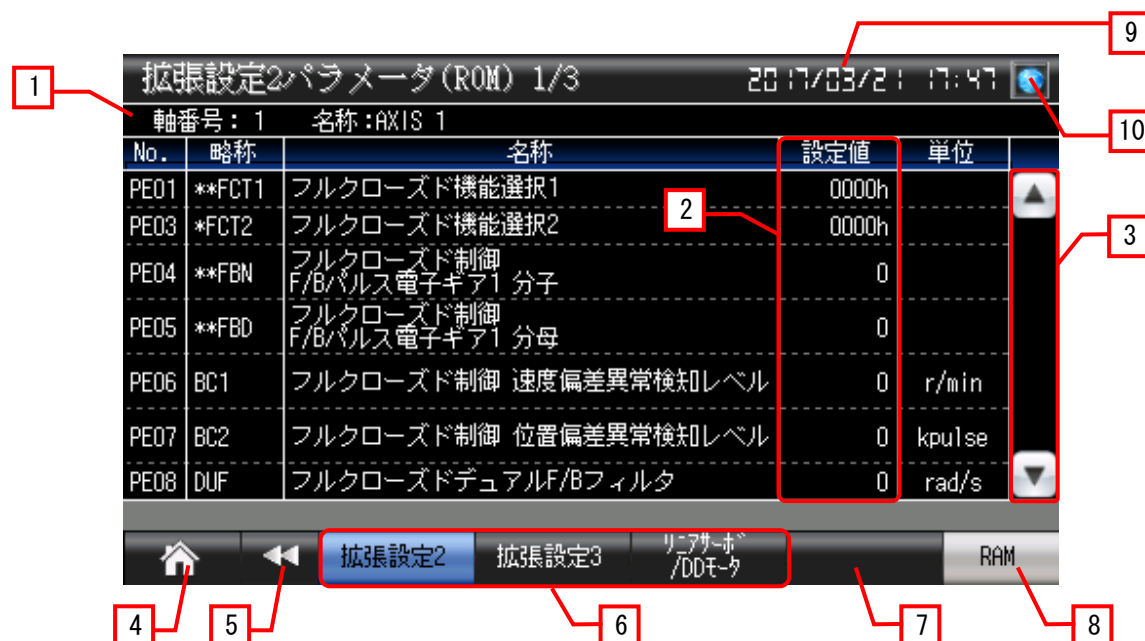 9
拡張設定2パラメータ(ROM) 1/3
2017/03/21 17:47
1
軸番号: 1 名称:AXIS 1
10
No. 略称 名称 設定値 単位
PE01 **FCT1 フルクローズド機能選択1 0000h
2
PE03 *FCT2 フルクローズド機能選択2 0000h
3
フルクローズド制御
PE04 **FBN F/Bパルス電子ギア1 分子 0
フルクローズド制御
PE05 **FBD F/Bパルス電子ギア1 分母 0
PE06 BC1 フルクローズド制御 速度偏差異常検知レベル 0 r/min
PE07 BC2 フルクローズド制御 位置偏差異常検知レベル 0 kpulse
PE08 DUF フルクローズドデュアルF/Bフィルタ 0 rad/s
拡張設定2
拡張設定3
リニアサーボ
/DDモータ
RAM
4
5
6
7
8